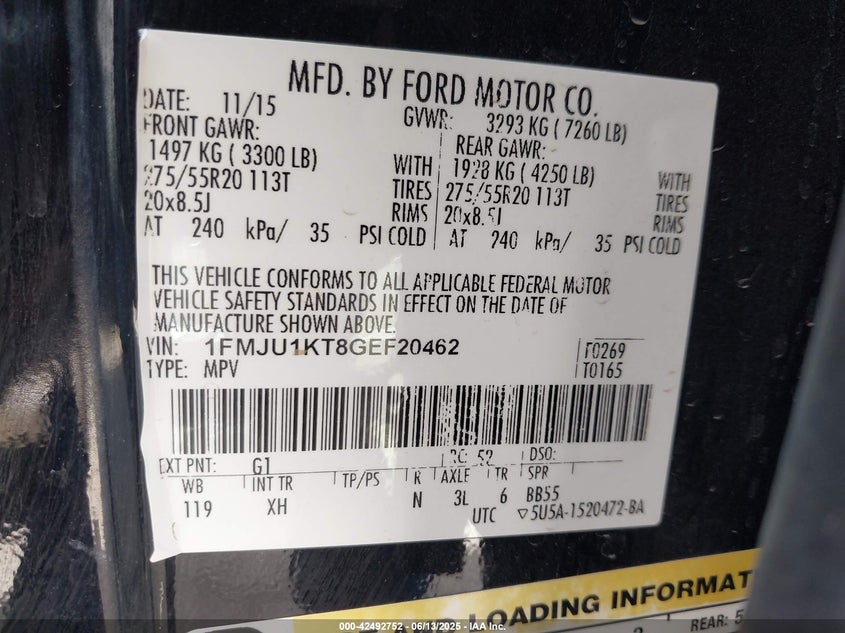 MFD. BY FORD MOTOR CO.
DATE: 11/15 GVWR: 3293 KG ( 7260 LB)
FRONT GAWR: REAR GAWR:
1497 KG ( 3300 LB) WITH 1928 KG ( 4250 LB) WITH
275/55R20 113T TIRES 275/55R20 113T TIRES
20x8.5J RIMS 20x8.5J RIMS
AT 240 kPa/ 35 PSI COLD AT 240 kPa/ 35 PSI COLD
THIS VEHICLE CONFORMS TO ALL APPLICABLE FEDERAL MOTOR
VEHICLE SAFETY STANDARDS IN EFFECT ON THE DATE OF
MANUFACTURE SHOWN ABOVE.
VIN: 1FMJU1KT8GEF20462 T0269
TYPE: MPV T0165
EXT PNT: G1 RC: 52 DSO:
WB INT TR TP/PS R AXLE TR SPR
119 XH N 3L 6 BB55
UTC ▽5U5A-1520472-BA
LOADING INFORMAT
REAR: 5
000-42492752 - 06/13/2025 - IAA Inc.